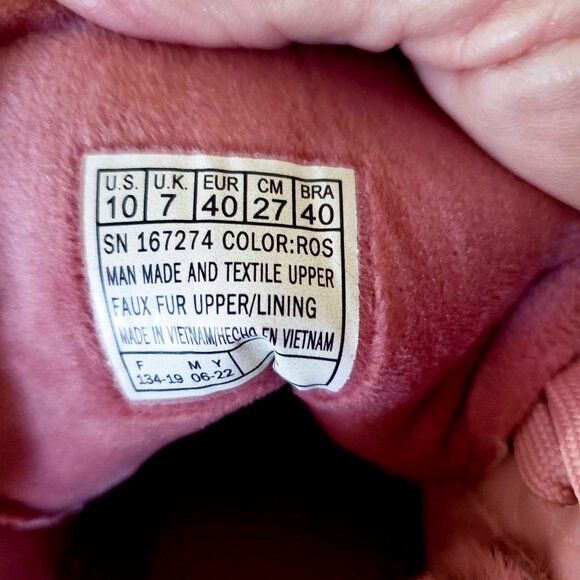 U.S. U.K. EUR CM BRA
10 7 40 27 40
SN 167274 COLOR:ROS
MAN MADE AND TEXTILE UPPER
FAUX FUR UPPER/LINING
MADE IN VIETNAM/HECHO EN VIETNAM
F M Y
134-19 06-22